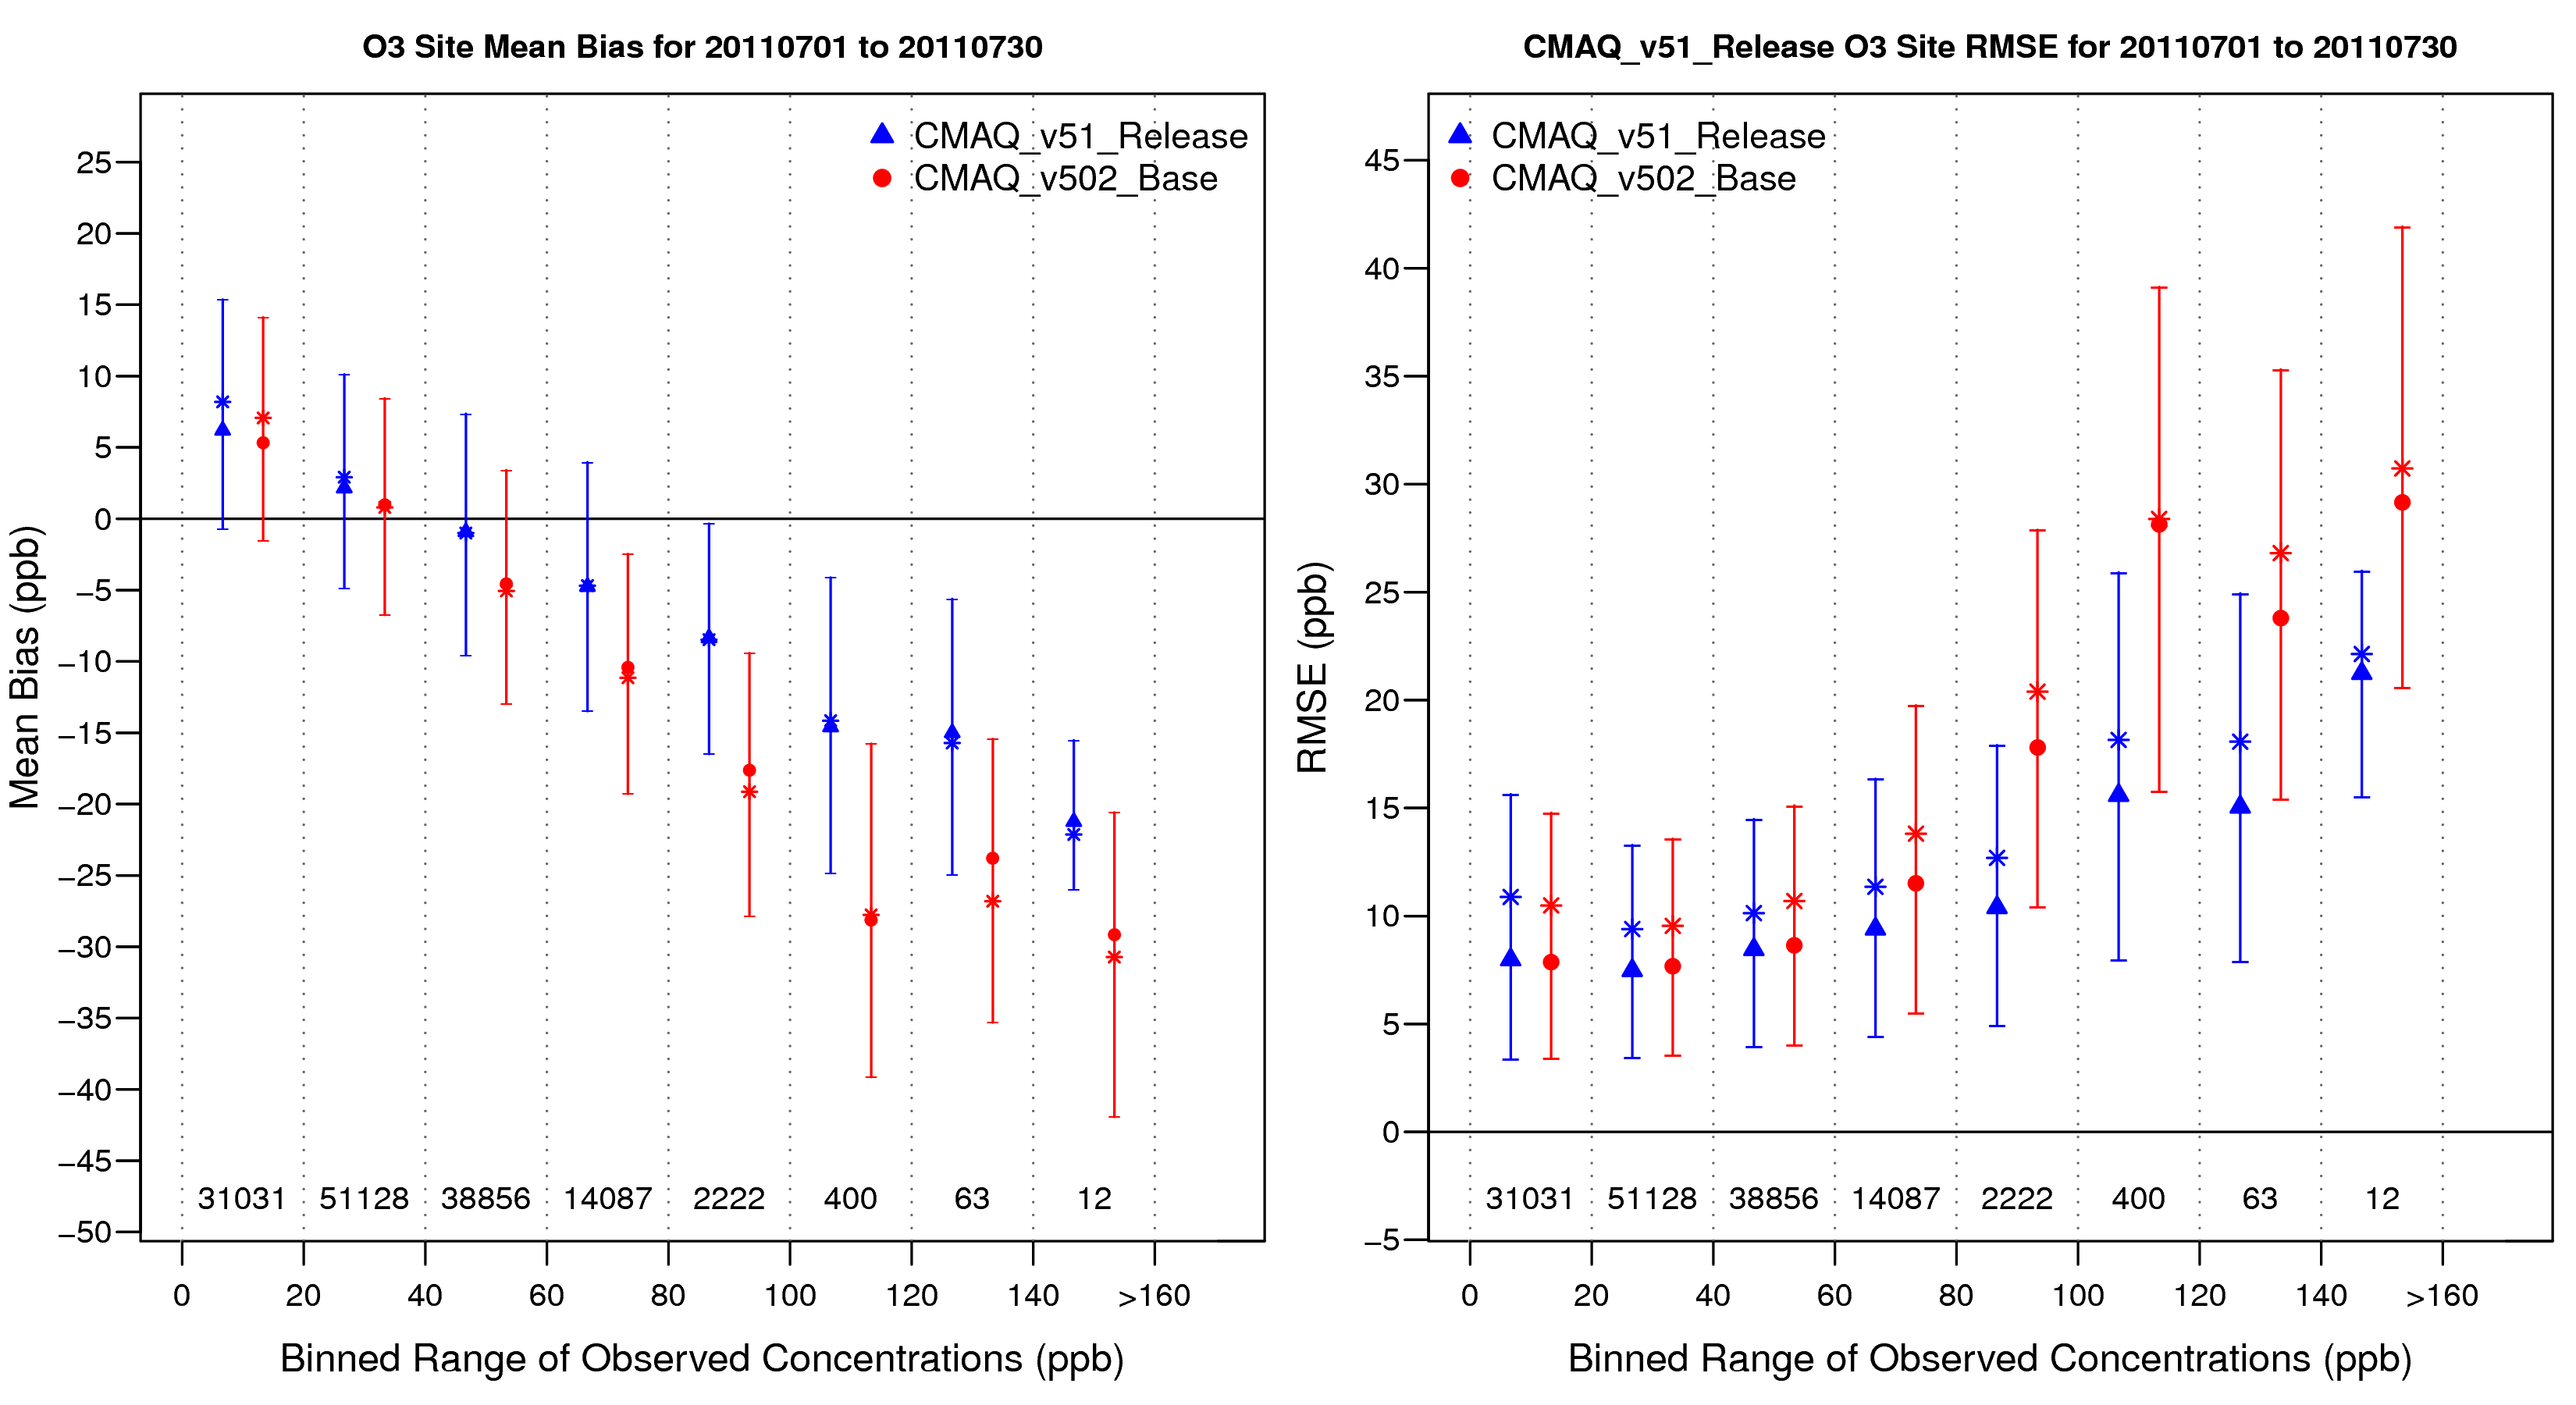 O3 Site Mean Bias for 20110701 to 20110730
CMAQ_v51_Release
CMAQ_v502_Base
Mean Bias (ppb)
25
20
15
10
5
0
−5
−10
−15
−20
−25
−30
−35
−40
−45
−50
31031 51128 38856 14087 2222 400 63 12
0 20 40 60 80 100 120 140 >160
Binned Range of Observed Concentrations (ppb)
CMAQ_v51_Release O3 Site RMSE for 20110701 to 20110730
CMAQ_v51_Release
CMAQ_v502_Base
RMSE (ppb)
45
40
35
30
25
20
15
10
5
0
−5
31031 51128 38856 14087 2222 400 63 12
0 20 40 60 80 100 120 140 >160
Binned Range of Observed Concentrations (ppb)